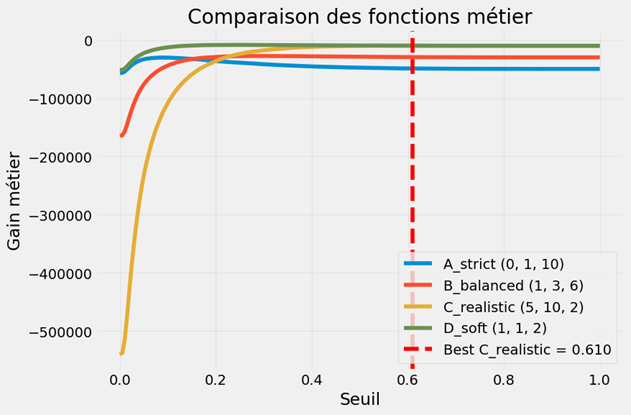 Comparaison des fonctions métier
Gain métier
0
−100000
−200000
−300000
−400000
−500000
A_strict (0, 1, 10)
B_balanced (1, 3, 6)
C_realistic (5, 10, 2)
D_soft (1, 1, 2)
Best C_realistic = 0.610
0.0 0.2 0.4 0.6 0.8 1.0
Seuil